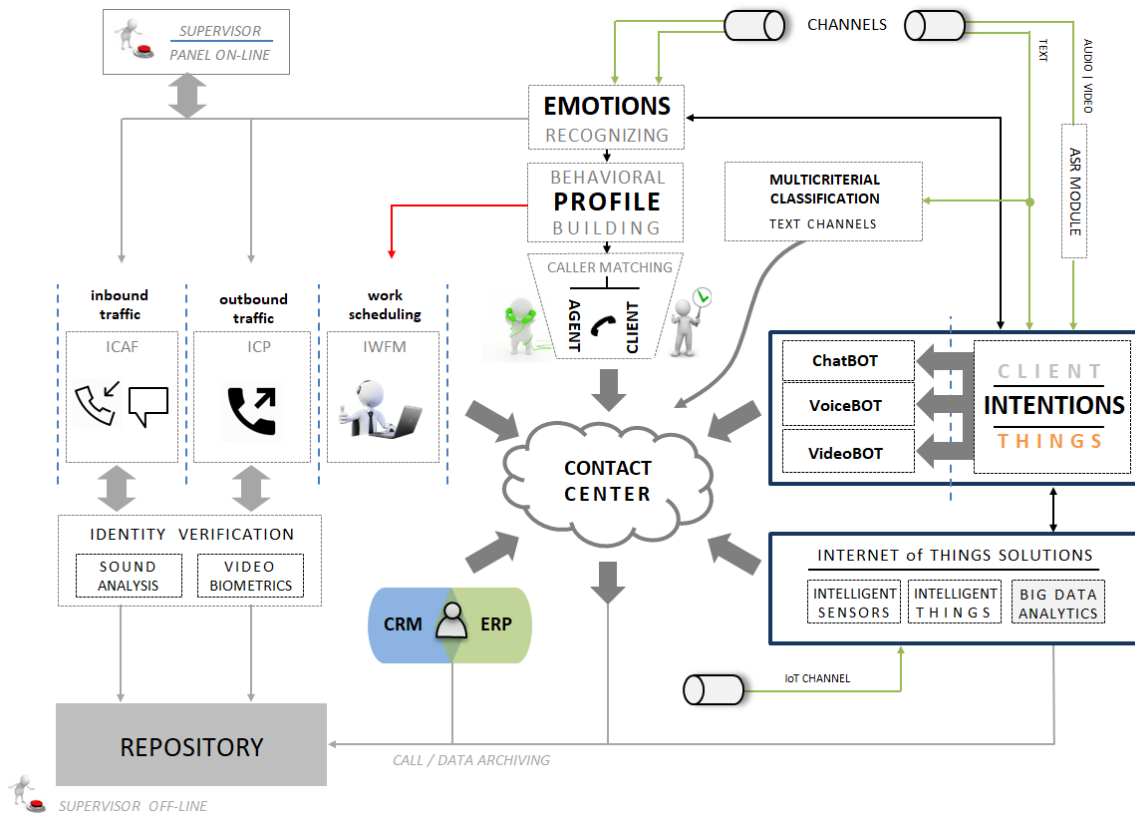 SUPERVISOR
PANEL ON-LINE
CHANNELS
TEXT
AUDIO | VIDEO
ASR MODULE
EMOTIONS
RECOGNIZING
BEHAVIORAL
PROFILE
BUILDING
MULTICRITERIAL
CLASSIFICATION
TEXT CHANNELS
CALLER MATCHING
AGENT
CLIENT
inbound
traffic
ICAF
outbound
traffic
ICP
work
scheduling
IWFM
ChatBOT
VoiceBOT
VideoBOT
CLIENT
INTENTIONS
THINGS
CONTACT
CENTER
IDENTITY VERIFICATION
SOUND
ANALYSIS
VIDEO
BIOMETRICS
INTERNET of THINGS SOLUTIONS
INTELLIGENT
SENSORS
INTELLIGENT
THINGS
BIG DATA
ANALYTICS
CRM
ERP
IoT CHANNEL
REPOSITORY
CALL / DATA ARCHIVING
SUPERVISOR OFF-LINE